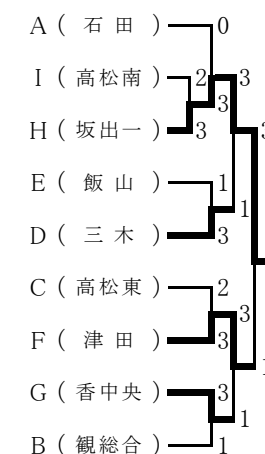 A ( 石 田 ) 0
I ( 高松南 ) 2 3
3
H ( 坂出一 ) 3
E ( 飯 山 ) 1
1
D ( 三 木 ) 3
C ( 高松東 ) 2
3
F ( 津 田 ) 3
G ( 香中央 ) 3
1
B ( 観総合 ) 1